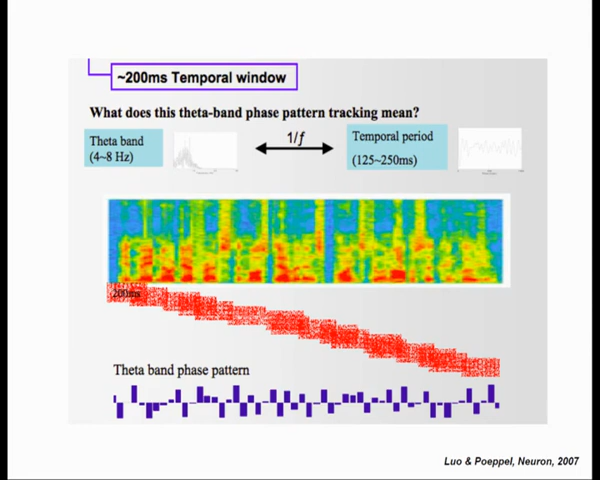 ~200ms Temporal window
What does this theta-band phase pattern tracking mean?
Theta band
(4~8 Hz)
1/f
Temporal period
(125~250ms)
200ms
Theta band phase pattern
Luo & Poeppel, Neuron, 2007